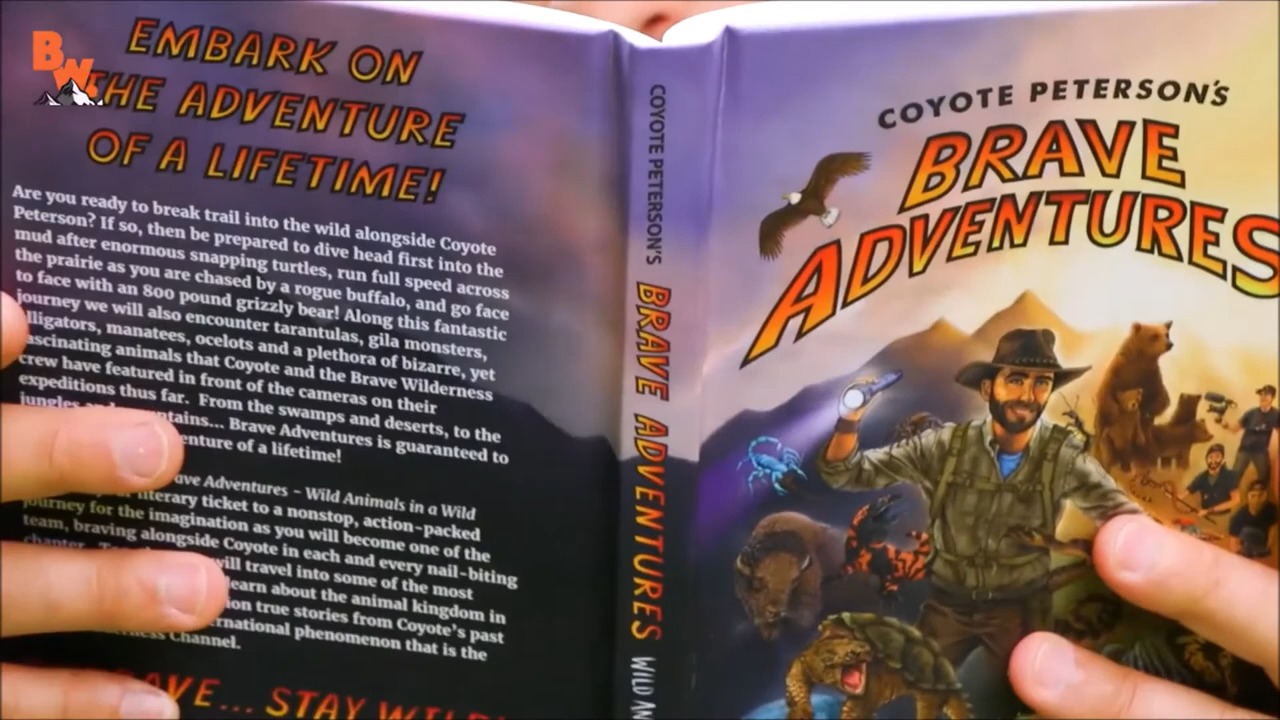 BW
EMBARK ON
THE ADVENTURE
OF A LIFETIME!
Are you ready to break trail into the wild alongside Coyote
Peterson? If so, then be prepared to dive head first into the
mud after enormous snapping turtles, run full speed across
the prairie as you are chased by a rogue buffalo, and go face
to face with an 800 pound grizzly bear! Along this fantastic
journey we will also encounter tarantulas, gila monsters,
lligators, manatees, ocelots and a plethora of bizarre, yet
ascinating animals that Coyote and the Brave Wilderness
crew have featured in front of the cameras on their
expeditions thus far. From the swamps and deserts, to the
jungles and mountains... Brave Adventures is guaranteed to
enture of a lifetime!
ave Adventures - Wild Animals in a Wild
literary ticket to a nonstop, action-packed
journey for the imagination as you will become one of the
team, braving alongside Coyote in each and every nail-biting
chapter. will travel into some of the most
learn about the animal kingdom in
ion true stories from Coyote's past
rnational phenomenon that is the
erness Channel.
AVE... STAY WILD!
COYOTE PETERSON'S BRAVE ADVENTURES WILD AN
COYOTE PETERSON'S
BRAVE
ADVENTURES